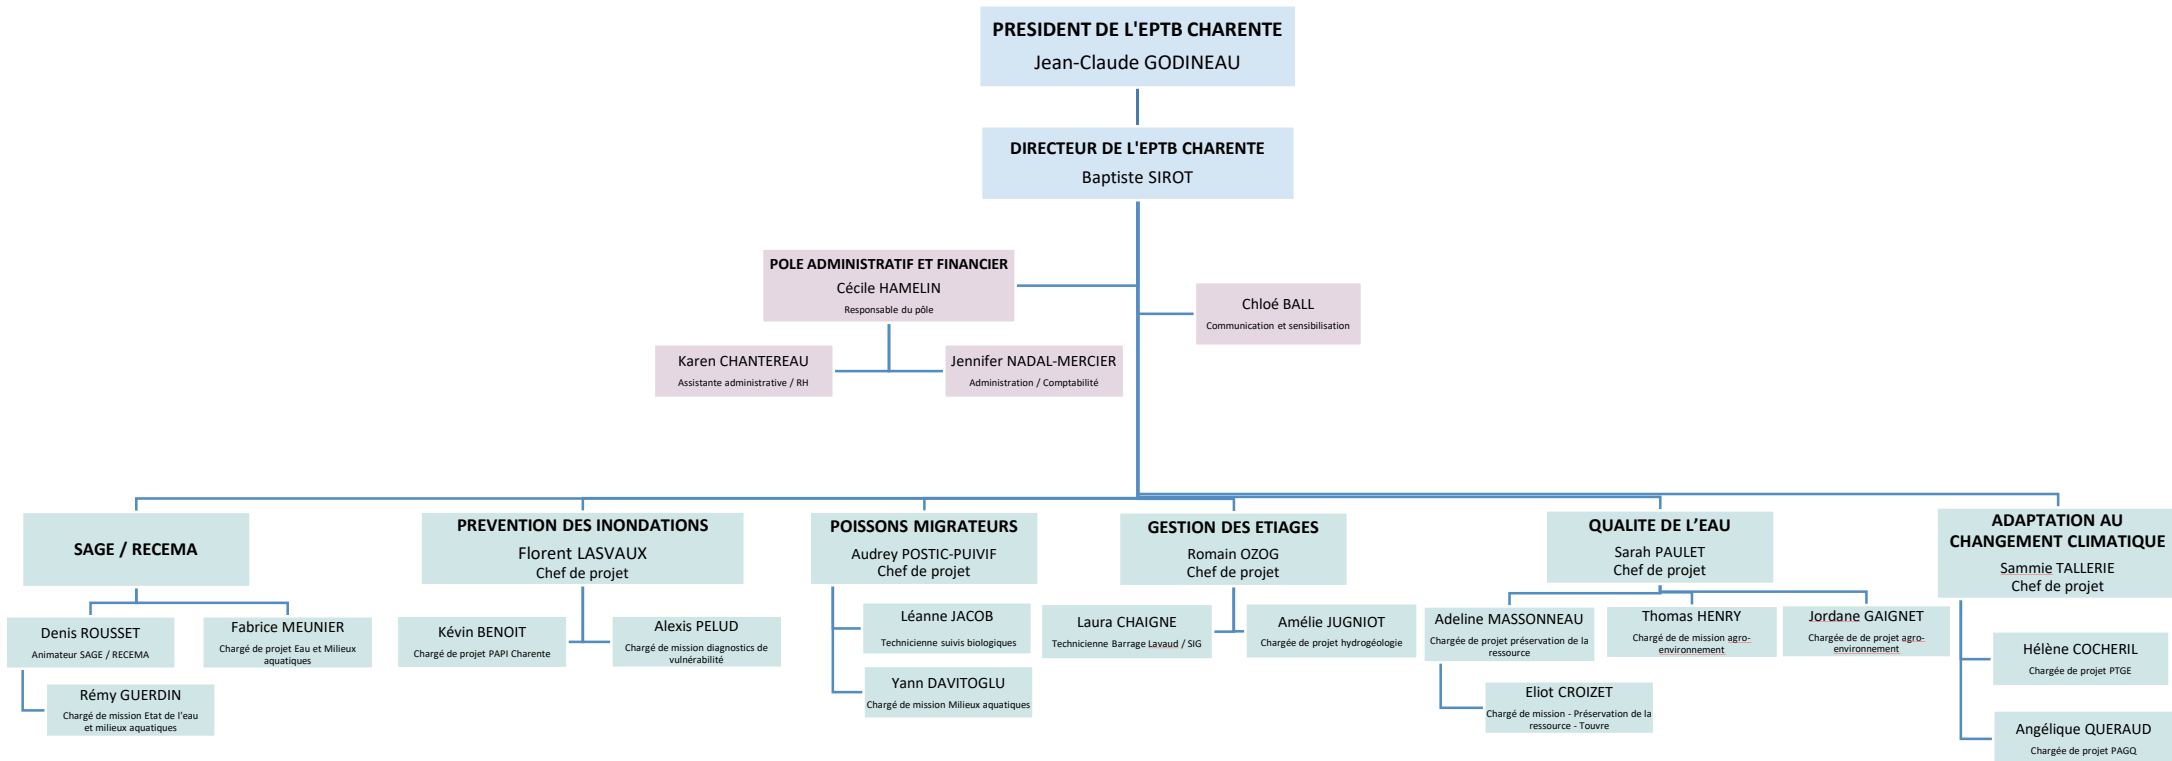 PRESIDENT DE L'EPTB CHARENTE
Jean-Claude GODINEAU
DIRECTEUR DE L'EPTB CHARENTE
Baptiste SIROT
POLE ADMINISTRATIF ET FINANCIER
Cécile HAMELIN
Responsable du pôle
Chloé BALL
Communication et sensibilisation
Karen CHANTEREAU
Assistante administrative / RH
Jennifer NADAL-MERCIER
Administration / Comptabilité
SAGE / RECEMA
Denis ROUSSET
Animateur SAGE / RECEMA
Fabrice MEUNIER
Chargé de projet Eau et Milieux
aquatiques
Rémy GUERDIN
Chargé de mission Etat de l'eau
et milieux aquatiques
PREVENTION DES INONDATIONS
Florent LASVAUX
Chef de projet
Kévin BENOIT
Chargé de projet PAPI Charente
Alexis PELUD
Chargé de mission diagnostics de
vulnérabilité
POISSONS MIGRATEURS
Audrey POSTIC-PUIVIF
Chef de projet
Léanne JACOB
Technicienne suivis biologiques
Yann DAVITOGLU
Chargé de mission Milieux aquatiques
GESTION DES ETIAGES
Romain OZOG
Chef de projet
Laura CHAIGNE
Technicienne Barrage Lavaud / SIG
Amélie JUGNIOT
Chargée de projet hydrogéologie
QUALITE DE L’EAU
Sarah PAULET
Chef de projet
Adeline MASSONNEAU
Chargée de projet préservation de la
ressource
Thomas HENRY
Chargé de de mission agro-
environnement
Jordane GAIGNET
Chargée de de projet agro-
environnement
Eliot CROIZET
Chargé de mission - Préservation de la
ressource - Touvre
ADAPTATION AU
CHANGEMENT CLIMATIQUE
Sammie TALLERIE
Chef de projet
Hélène COCHERIL
Chargée de projet PTGE
Angélique QUERAUD
Chargée de projet PAGQ